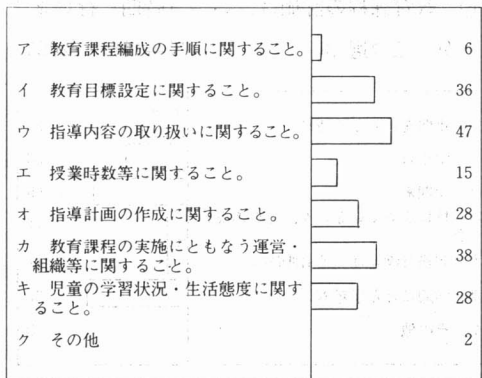 ア 教育課程編成の手順に関すること。 6
イ 教育目標設定に関すること。 36
ウ 指導内容の取り扱いに関すること。 47
エ 授業時数等に関すること。 15
オ 指導計画の作成に関すること。 28
カ 教育課程の実施にともなう運営・
組織等に関すること。 38
キ 児童の学習状況・生活態度に関す
ること。 28
ク その他 2